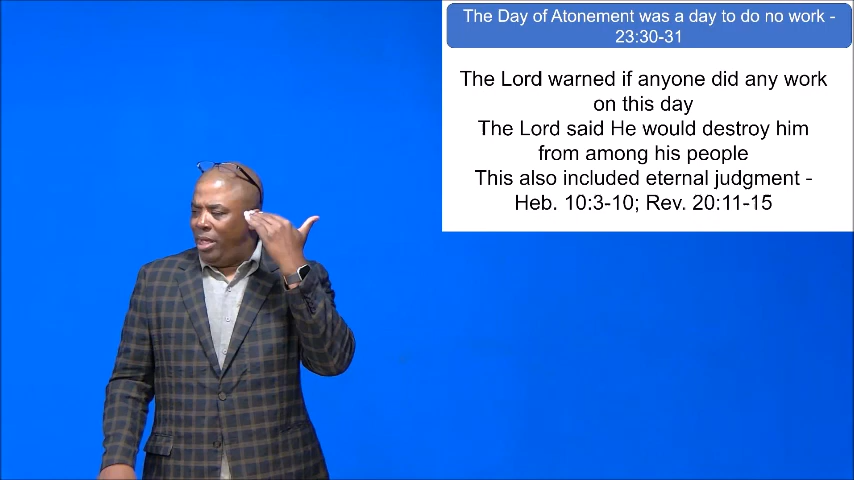 The Day of Atonement was a day to do no work -
23:30-31
The Lord warned if anyone did any work
on this day
The Lord said He would destroy him
from among his people
This also included eternal judgment -
Heb. 10:3-10; Rev. 20:11-15